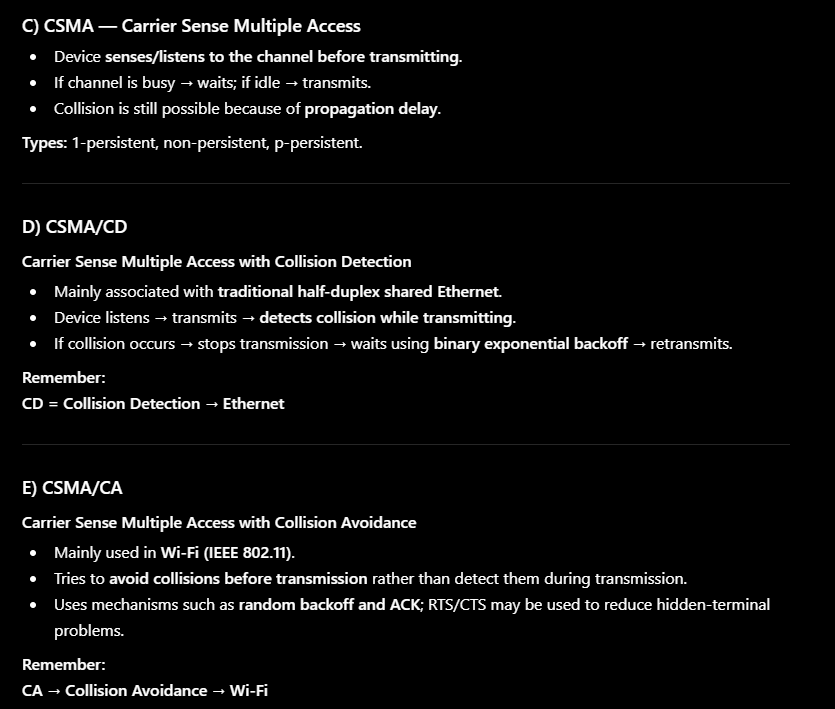 C) CSMA — Carrier Sense Multiple Access
• Device senses/listens to the channel before transmitting.
• If channel is busy → waits; if idle → transmits.
• Collision is still possible because of propagation delay.
Types: 1-persistent, non-persistent, p-persistent.
D) CSMA/CD
Carrier Sense Multiple Access with Collision Detection
• Mainly associated with traditional half-duplex shared Ethernet.
• Device listens → transmits → detects collision while transmitting.
• If collision occurs → stops transmission → waits using binary exponential backoff → retransmits.
Remember:
CD = Collision Detection → Ethernet
E) CSMA/CA
Carrier Sense Multiple Access with Collision Avoidance
• Mainly used in Wi-Fi (IEEE 802.11).
• Tries to avoid collisions before transmission rather than detect them during transmission.
• Uses mechanisms such as random backoff and ACK; RTS/CTS may be used to reduce hidden-terminal
problems.
Remember:
CA → Collision Avoidance → Wi-Fi